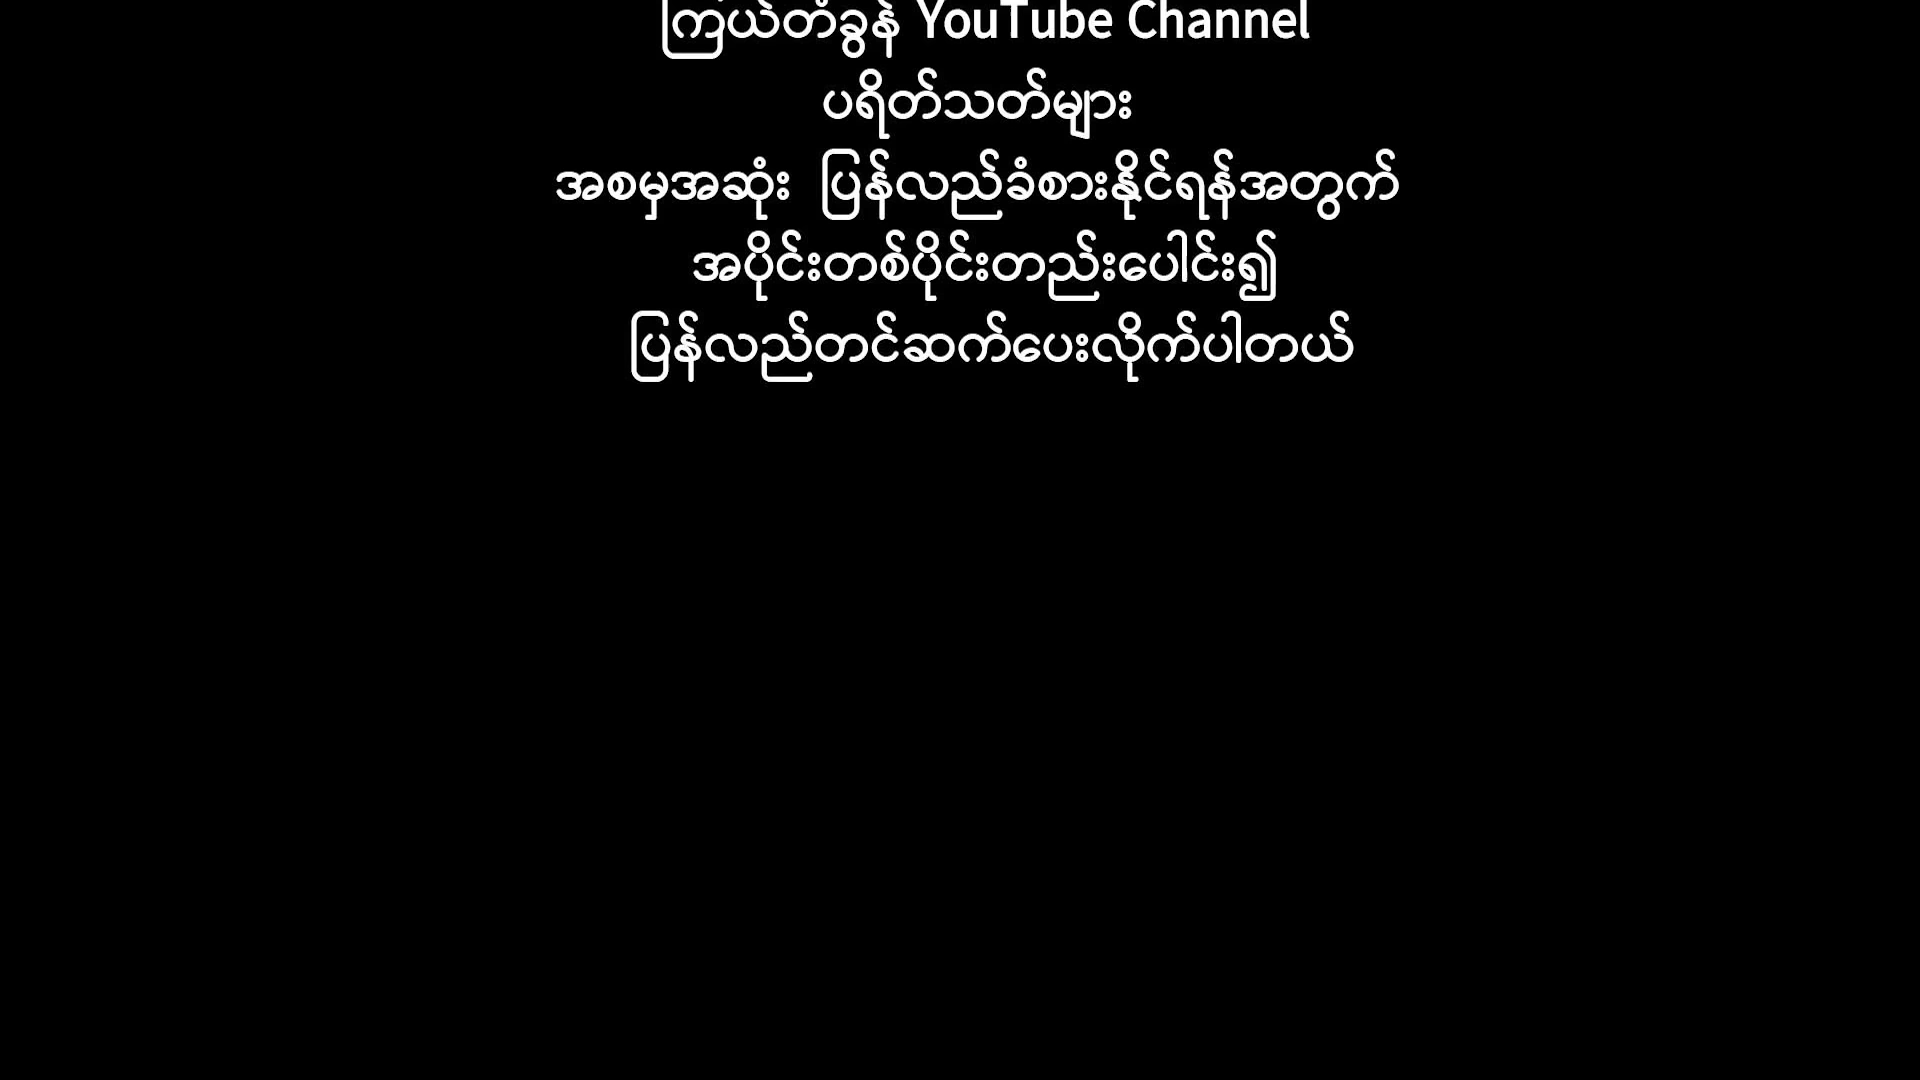 ကြယ်တံခွန် YouTube Channel
ပရိတ်သတ်များ
အစမှအဆုံး ပြန်လည်ခံစားနိုင်ရန်အတွက်
အပိုင်းတစ်ပိုင်းတည်းပေါင်း၍
ပြန်လည်တင်ဆက်ပေးလိုက်ပါတယ်